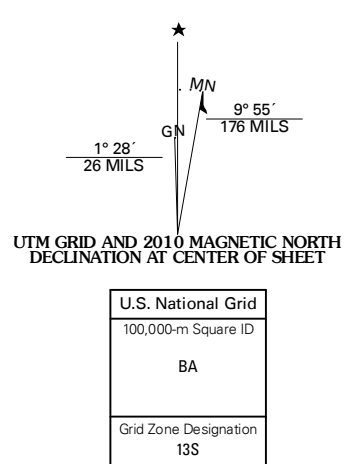 MN
9° 55´
176 MILS
GN
1° 28´
26 MILS
UTM GRID AND 2010 MAGNETIC NORTH
DECLINATION AT CENTER OF SHEET
U.S. National Grid
100,000-m Square ID
BA
Grid Zone Designation
13S